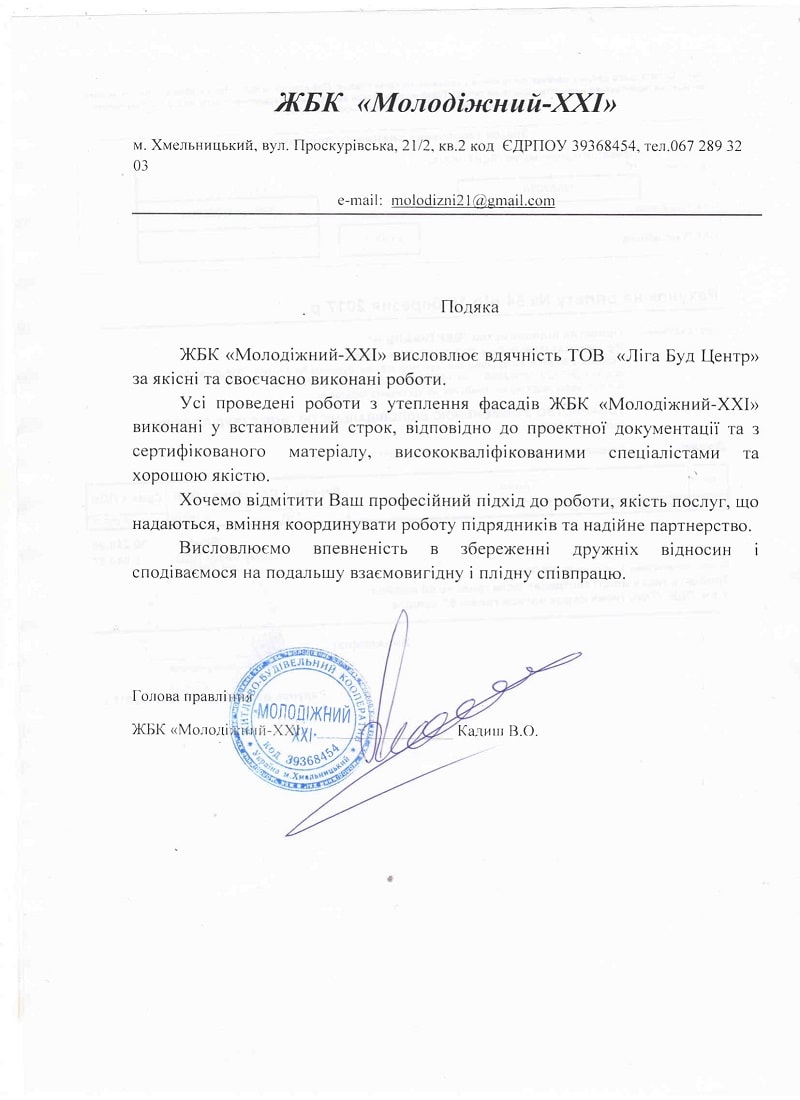 ЖБК «Молодіжний-ХХІ»
м. Хмельницький, вул. Проскурівська, 21/2, кв.2 код ЄДРПОУ 39368454, тел.067 289 32
03
e-mail: molodizni21@gmail.com
Подяка
ЖБК «Молодіжний-ХХІ» висловлює вдячність ТОВ «Ліга Буд Центр»
за якісні та своєчасно виконані роботи.
Усі проведені роботи з утеплення фасадів ЖБК «Молодіжний-ХХІ»
виконані у встановлений строк, відповідно до проектної документації та з
сертифікованого матеріалу, висококваліфікованими спеціалістами та
хорошою якістю.
Хочемо відмітити Ваш професійний підхід до роботи, якість послуг, що
надаються, вміння координувати роботу підрядників та надійне партнерство.
Висловлюємо впевненість в збереженні дружніх відносин і
сподіваємося на подальшу взаємовигідну і плідну співпрацю.
Голова правління
ЖБК «Молодіжний-ХХІ» Кадиш В.О.
ЖИТЛОВО-БУДІВЕЛЬНИЙ КООПЕРАТИВ
"МОЛОДІЖНИЙ
ХХІ"
КОД 39368454
* Україна м.Хмельницький *